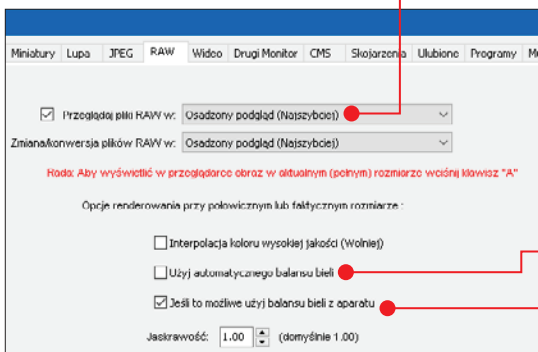 Miniatury Lupa JPEG RAW Wideo Drugi Monitor CMS Skojarzenia Ulubione Programy
Przeglądaj pliki RAW w: Osadzony podgląd (Najszybciej)
Zmiana/konwersja plików RAW w: Osadzony podgląd (Najszybciej)
Rada: Aby wyświetlić w przeglądarce obraz w aktualnym (pełnym) rozmiarze wciśnij klawisz "A"
Opcje renderowania przy połowicznym lub faktycznym rozmiarze :
Interpolacja koloru wysokiej jakości (Wolniej)
Użyj automatycznego balansu bieli
Jeśli to możliwe użyj balansu bieli z aparatu
Jaskrawość: 1.00 (domyślnie 1.00)